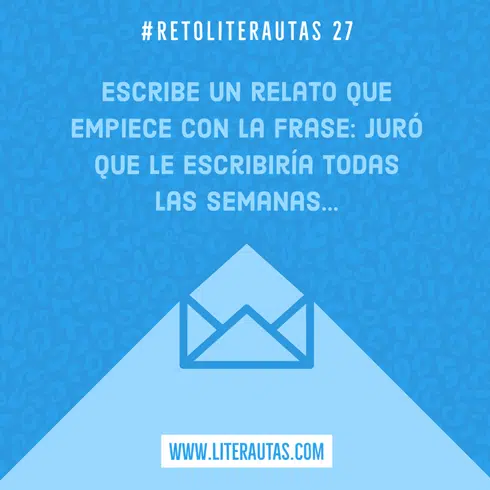 #RETOLITERAUTAS 27
ESCRIBE UN RELATO QUE
EMPIECE CON LA FRASE: JURÓ
QUE LE ESCRIBIRÍA TODAS
LAS SEMANAS...
WWW.LITERAUTAS.COM